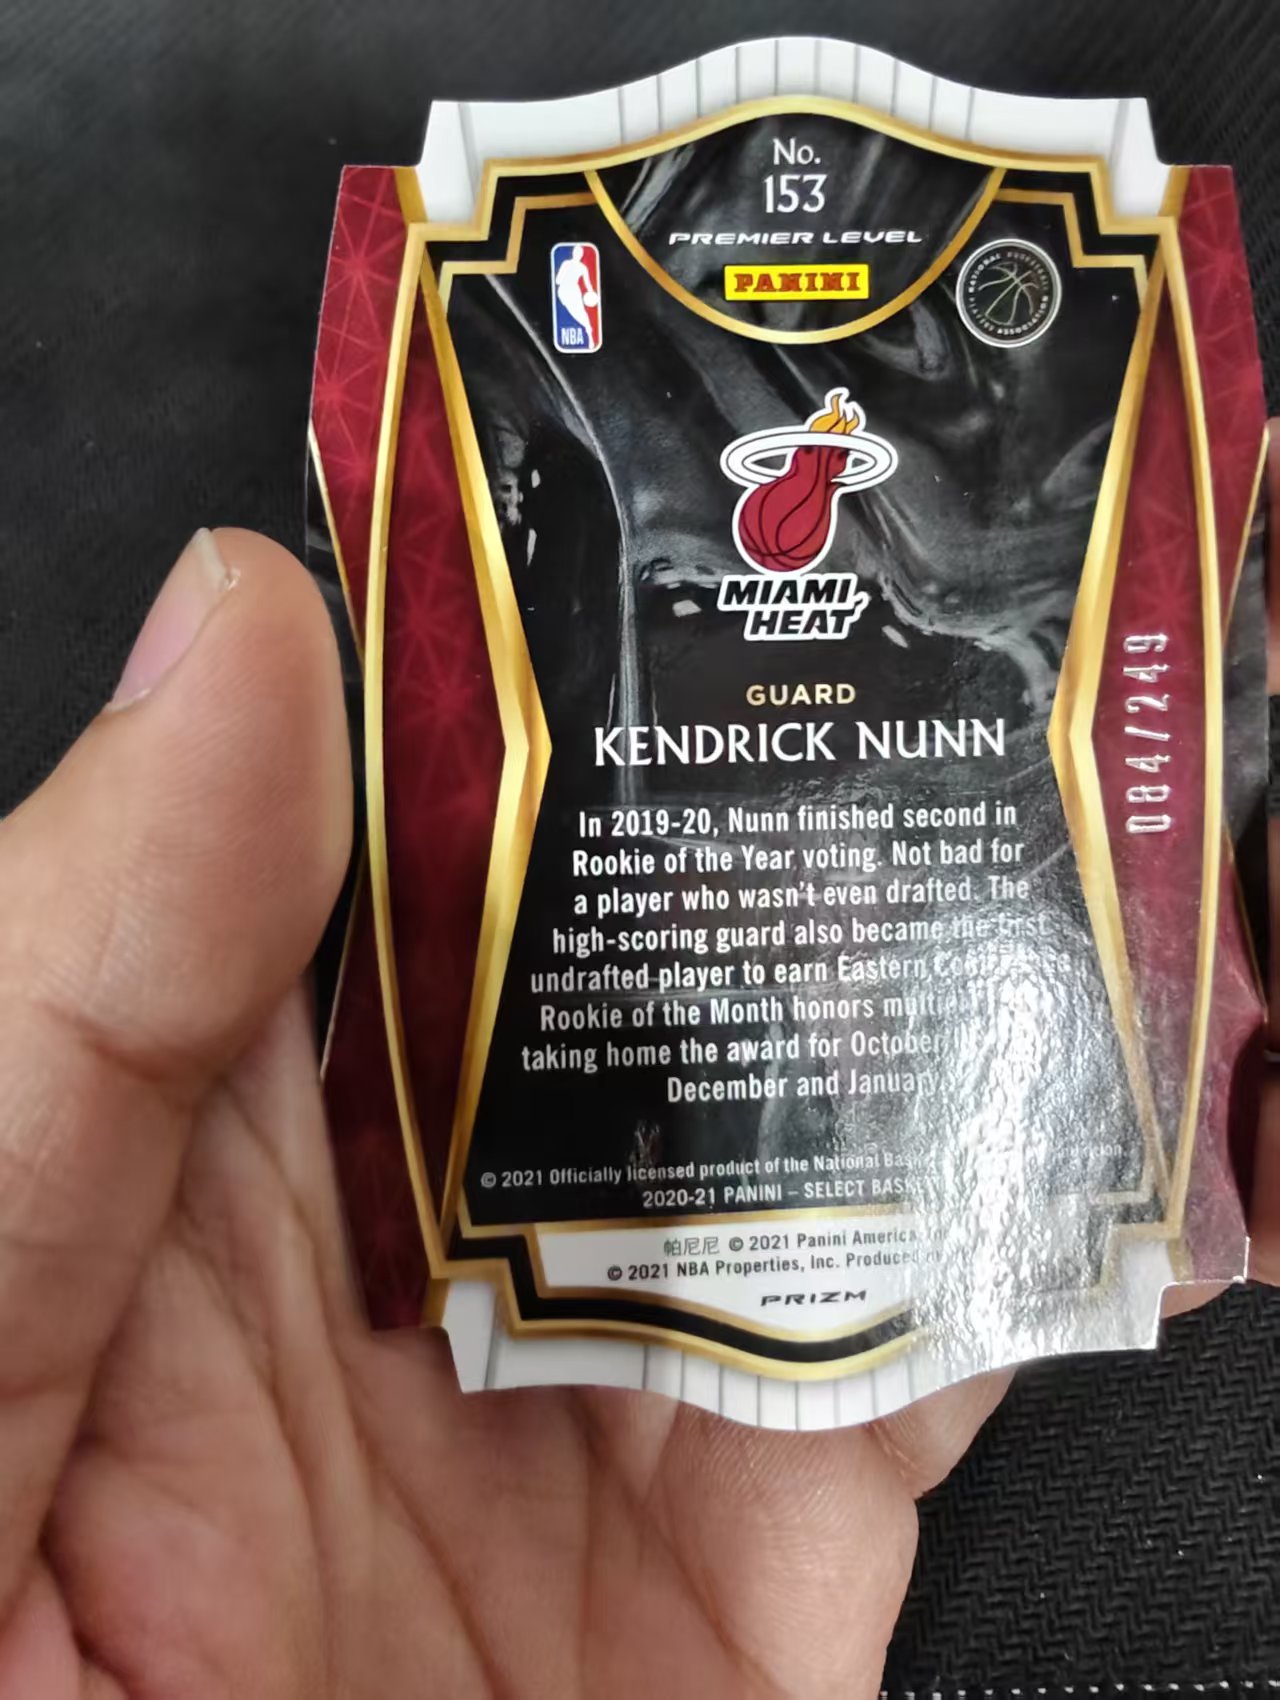 No.
153
PREMIER LEVEL
PANINI
NBA
NATIONAL BASKETBALL ASSOCIATION
MIAMI
HEAT
GUARD
KENDRICK NUNN
084/249
In 2019-20, Nunn finished second in
Rookie of the Year voting. Not bad for
a player who wasn't even drafted. The
high-scoring guard also became the first
undrafted player to earn Eastern
Rookie of the Month honors
taking home the award for October
December and January.
© 2021 Officially licensed product of the National
2020-21 PANINI – SELECT
帕尼尼 © 2021 Panini America,
© 2021 NBA Properties, Inc. Produced
PRIZM